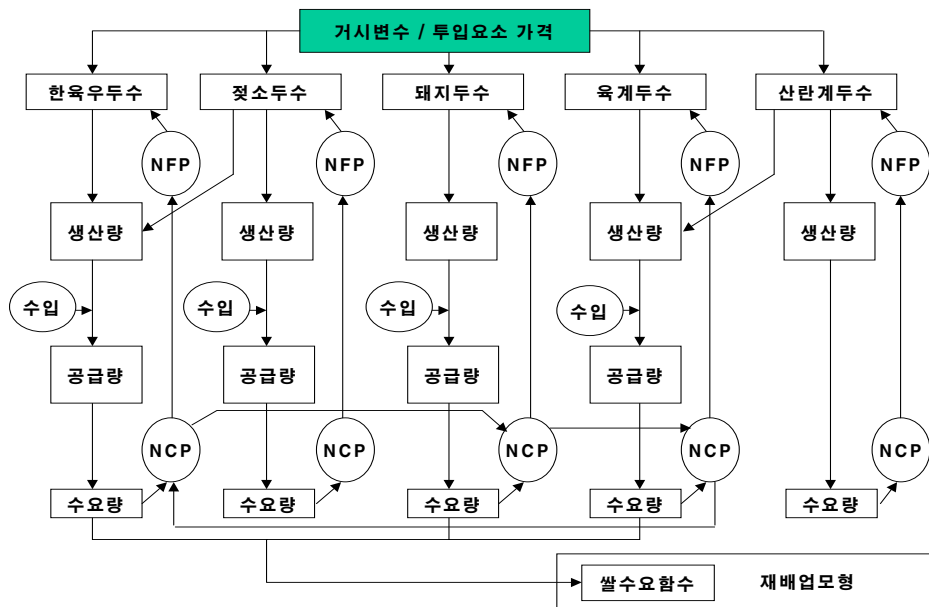 거시변수 / 투입요소 가격
한육우두수 젖소두수 돼지두수 육계두수 산란계두수
NFP NFP NFP NFP NFP
생산량 생산량 생산량 생산량 생산량
수입 수입 수입 수입
공급량 공급량 공급량 공급량
NCP NCP NCP NCP NCP
수요량 수요량 수요량 수요량 수요량
쌀수요함수 재배업모형